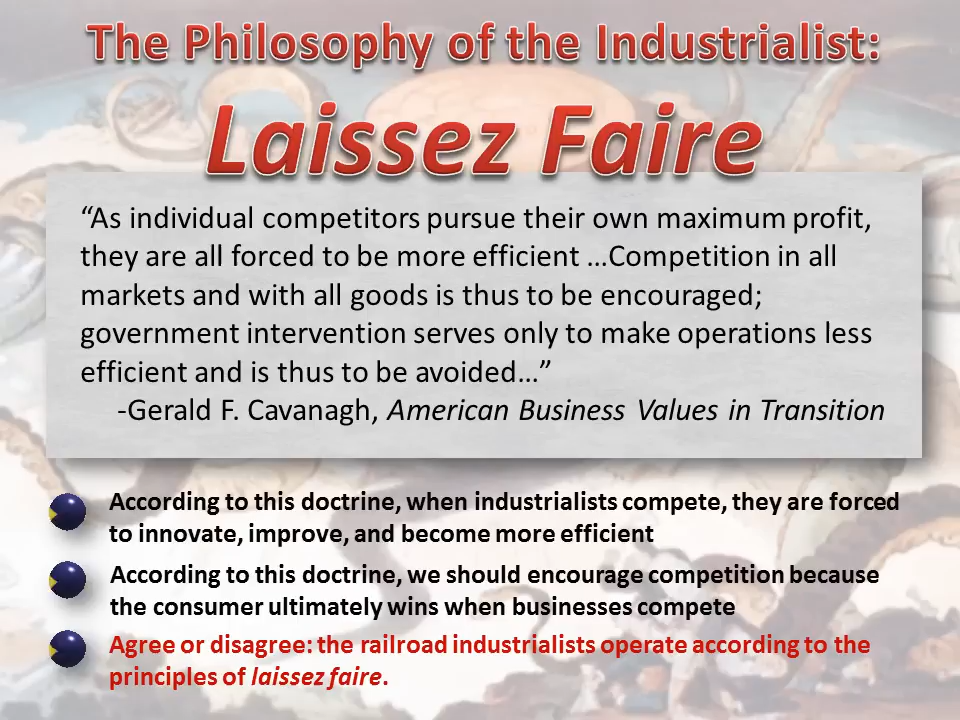 The Philosophy of the Industrialist:
Laissez Faire
“As individual competitors pursue their own maximum profit,
they are all forced to be more efficient …Competition in all
markets and with all goods is thus to be encouraged;
government intervention serves only to make operations less
efficient and is thus to be avoided…”
-Gerald F. Cavanagh, American Business Values in Transition
According to this doctrine, when industrialists compete, they are forced
to innovate, improve, and become more efficient
According to this doctrine, we should encourage competition because
the consumer ultimately wins when businesses compete
Agree or disagree: the railroad industrialists operate according to the
principles of laissez faire.